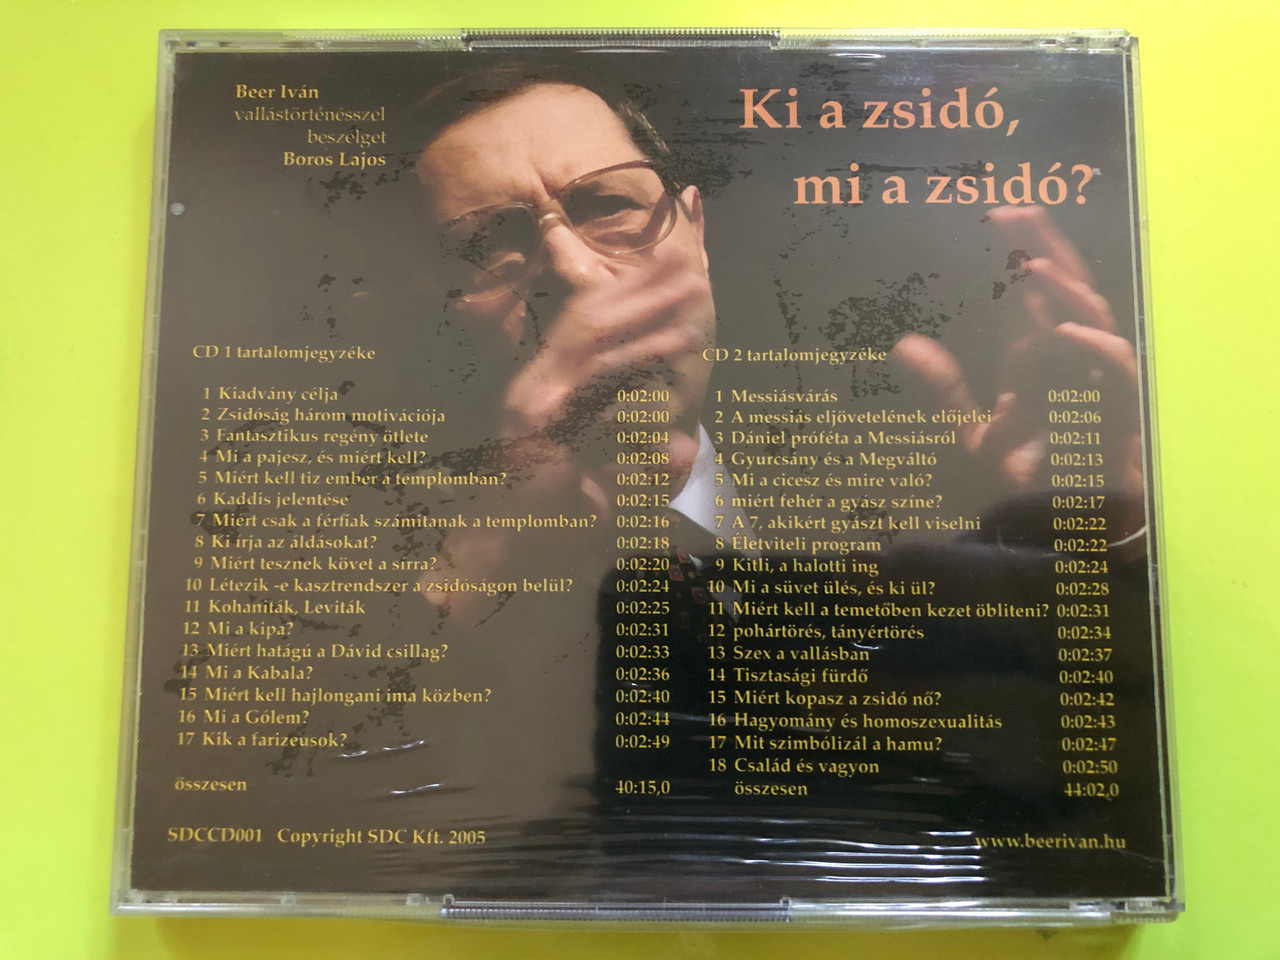 Beer Iván
vallástörténésszel
beszélget
Boros Lajos
Ki a zsidó,
mi a zsidó?
CD 1 tartalomjegyzéke
1 Kiadvány célja 0:02:00
2 Zsidóság három motivációja 0:02:00
3 Fantasztikus regény ötlete 0:02:04
4 Mi a pajesz, és miért kell? 0:02:08
5 Miért kell tiz ember a templomban? 0:02:12
6 Kaddis jelentése 0:02:15
7 Miért csak a férfiak számítanak a templomban? 0:02:16
8 Ki írja az áldásokat? 0:02:18
9 Miért tesznek követ a sírra? 0:02:20
10 Létezik -e kasztrendszer a zsidóságon belül? 0:02:24
11 Kohaniták, Leviták 0:02:25
12 Mi a kipa? 0:02:31
13 Miért hatágú a Dávid csillag? 0:02:33
14 Mi a Kabala? 0:02:36
15 Miért kell hajlongani ima közben? 0:02:40
16 Mi a Gólem? 0:02:44
17 Kik a farizeusok? 0:02:49
összesen 40:15,0
CD 2 tartalomjegyzéke
1 Messiásvárás 0:02:00
2 A messiás eljövetelének előjelei 0:02:06
3 Dániel próféta a Messiásról 0:02:11
4 Gyurcsány és a Megváltó 0:02:13
5 Mi a cicesz és mire való? 0:02:15
6 miért fehér a gyász színe? 0:02:17
7 A 7, akikért gyászt kell viselni 0:02:22
8 Életviteli program 0:02:22
9 Kitli, a halotti ing 0:02:24
10 Mi a süvet ülés, és ki ül? 0:02:28
11 Miért kell a temetőben kezet öbliteni? 0:02:31
12 pohártörés, tányértörés 0:02:34
13 Szex a vallásban 0:02:37
14 Tisztasági fürdő 0:02:40
15 Miért kopasz a zsidó nő? 0:02:42
16 Hagyomány és homoszexualitás 0:02:43
17 Mit szimbólizál a hamu? 0:02:47
18 Család és vagyon 0:02:50
összesen 44:02,0
SDCCD001 Copyright SDC Kft. 2005
www.beerivan.hu